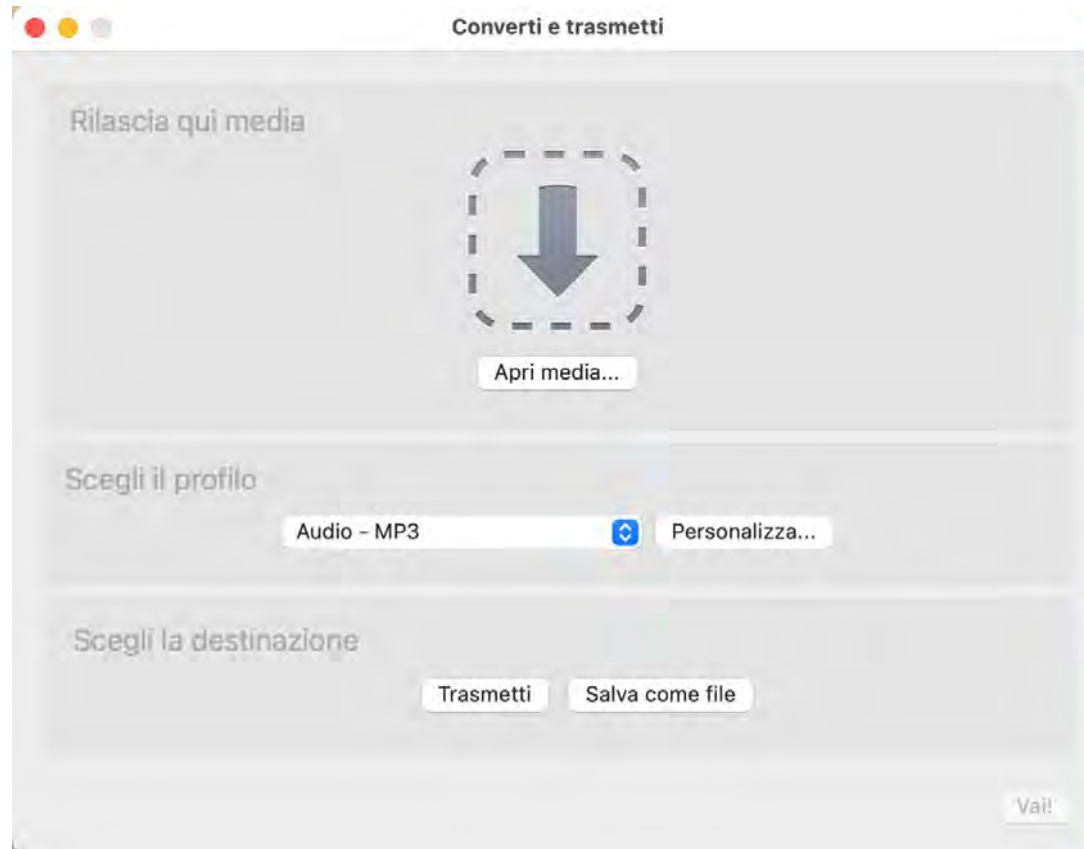 Converti e trasmetti
Rilascia qui media
Apri media...
Scegli il profilo
Audio - MP3
Personalizza...
Scegli la destinazione
Trasmetti
Salva come file
Vai!